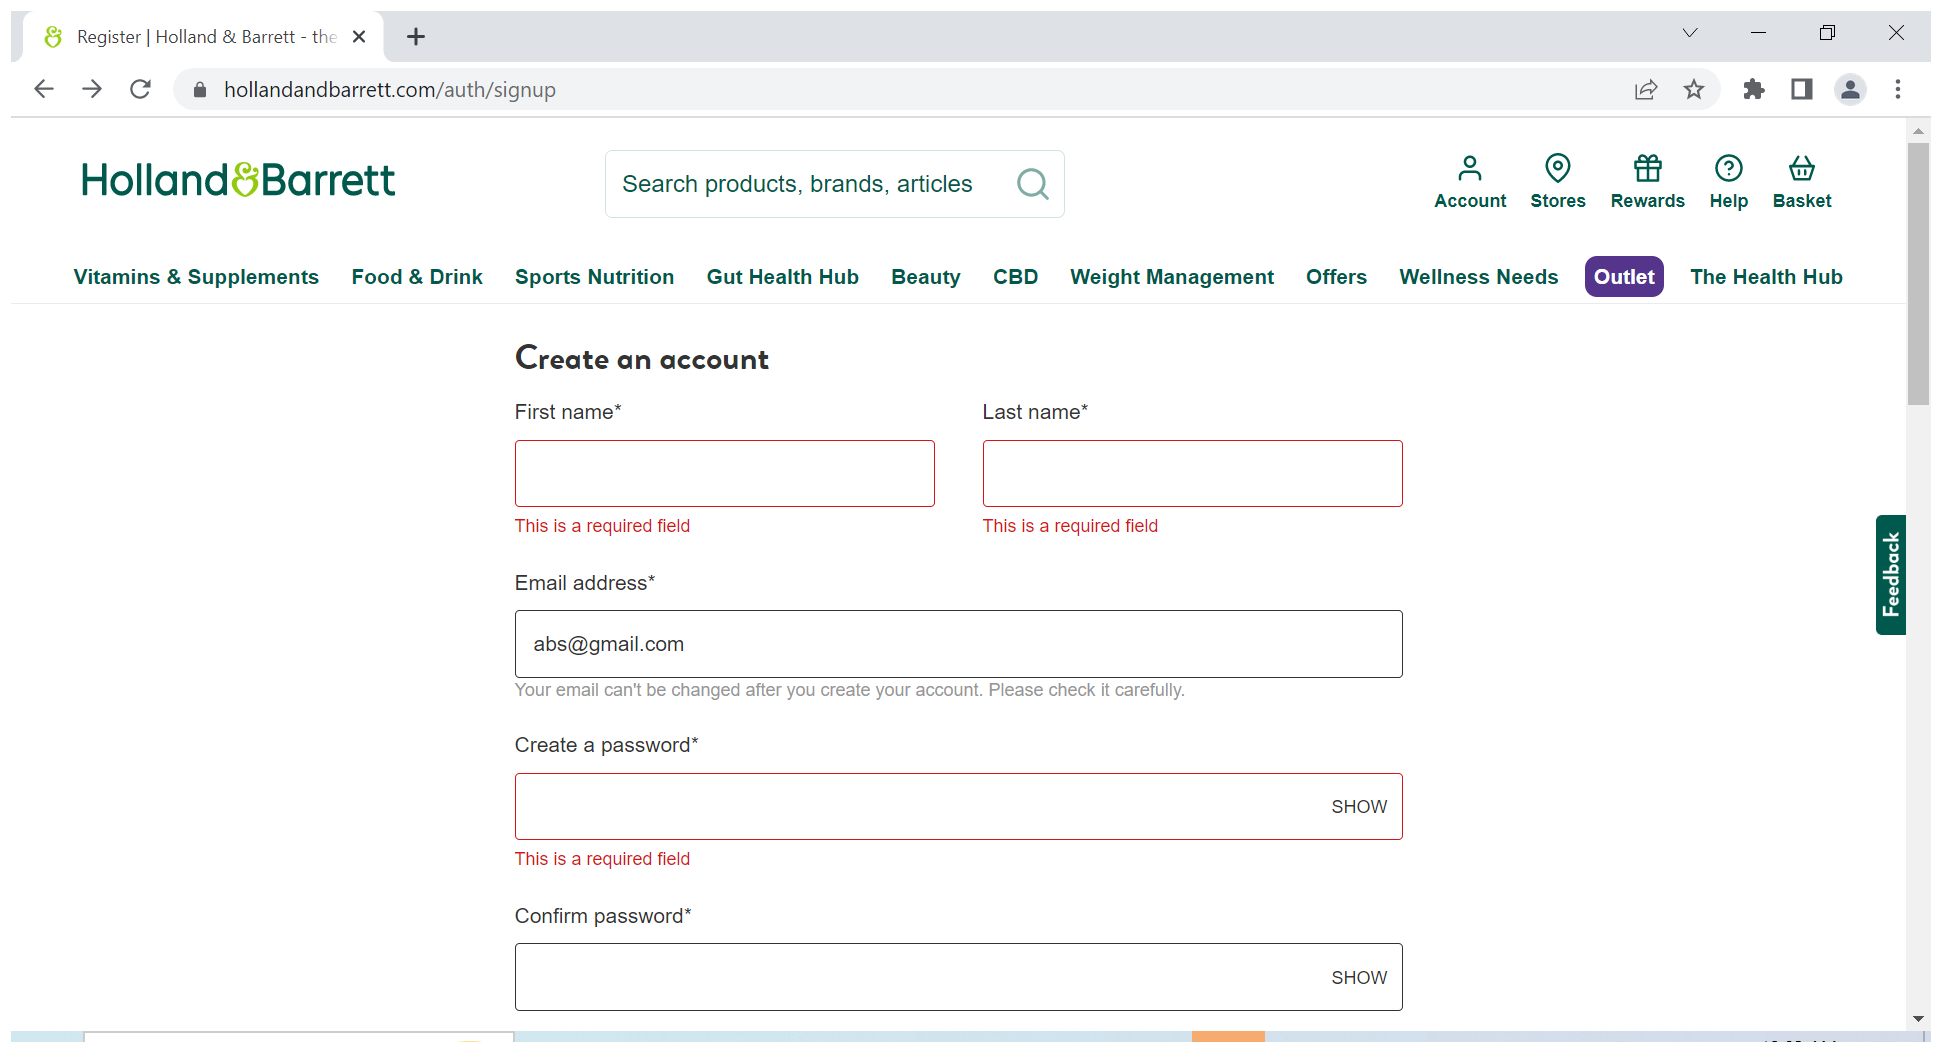 Register | Holland & Barrett - the
hollandandbarrett.com/auth/signup
Holland&Barrett
Search products, brands, articles
Account Stores Rewards Help Basket
Vitamins & Supplements Food & Drink Sports Nutrition Gut Health Hub Beauty CBD Weight Management Offers Wellness Needs Outlet The Health Hub
Create an account
First name* Last name*
This is a required field This is a required field
Feedback
Email address*
abs@gmail.com
Your email can't be changed after you create your account. Please check it carefully.
Create a password*
SHOW
This is a required field
Confirm password*
SHOW